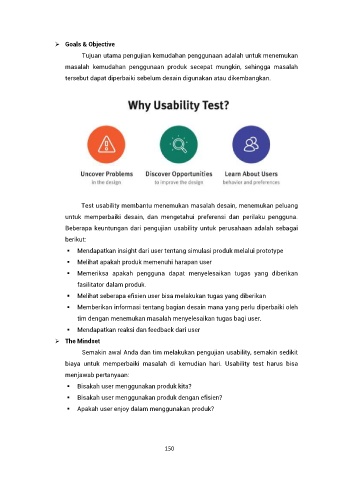 ➢ Goals & Objective
Tujuan utama pengujian kemudahan penggunaan adalah untuk menemukan
masalah kemudahan penggunaan produk secepat mungkin, sehingga masalah
tersebut dapat diperbaiki sebelum desain digunakan atau dikembangkan.
Why Usability Test?
Uncover Problems
in the design
Discover Opportunities
to improve the design
Learn About Users
behavior and preferences
Test usability membantu menemukan masalah desain, menemukan peluang
untuk memperbaiki desain, dan mengetahui preferensi dan perilaku pengguna.
Beberapa keuntungan dari pengujian usability untuk perusahaan adalah sebagai
berikut:
• Mendapatkan insight dari user tentang simulasi produk melalui prototype
• Melihat apakah produk memenuhi harapan user
• Memeriksa apakah pengguna dapat menyelesaikan tugas yang diberikan
fasilitator dalam produk
• Melihat seberapa efisien user bisa melakukan tugas yang diberikan
• Memberikan informasi tentang bagian desain mana yang perlu diperbaiki oleh
tim dengan menemukan masalah menyelesaikan tugas bagi user.
• Mendapatkan reaksi dan feedback dari user
➢ The Mindset
Semakin awal Anda dan tim melakukan pengujian usability, semakin sedikit
biaya untuk memperbaiki masalah di kemudian hari. Usability test harus bisa
menjawab pertanyaan:
• Bisakah user menggunakan produk kita?
• Bisakah user menggunakan produk dengan efisien?
• Apakah user enjoy dalam menggunakan produk?
150